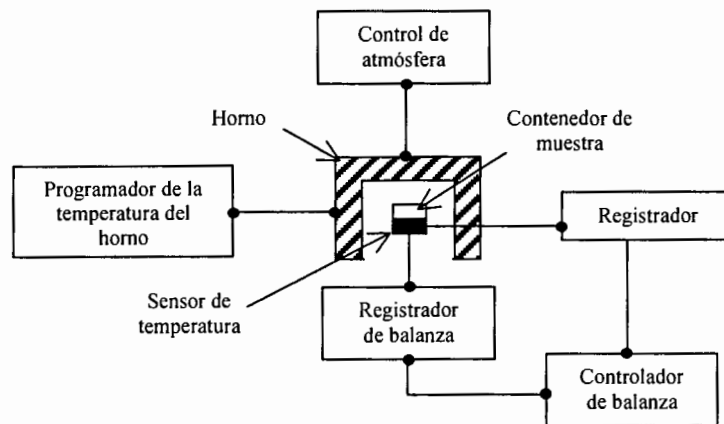 Control de
atmósfera
Horno
Contenedor de
muestra
Programador de la
temperatura del
horno
Registrador
Sensor de
temperatura
Registrador
de balanza
Controlador
de balanza